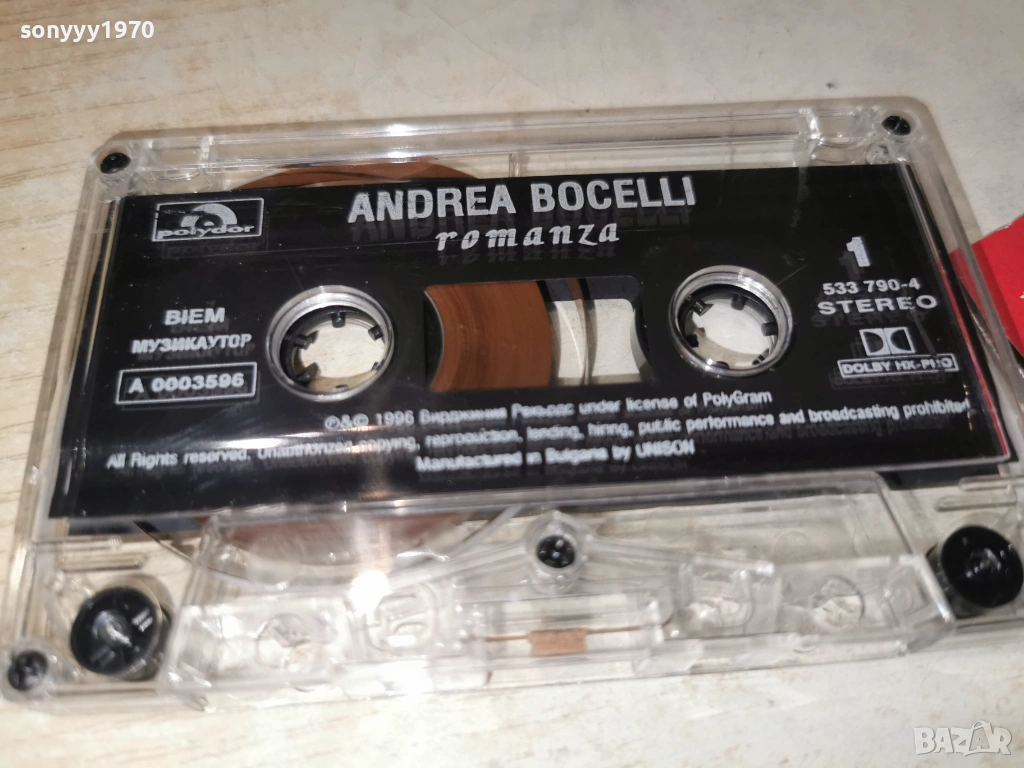 sonyyy1970
polydor
ANDREA BOCELLI
romanza
1
533 790-4
STEREO
DOLBY HX-PRO
BIEM
МУЗИКАУТОР
A 0003596
℗&© 1996 Вирджиния Рекърдс under license of PolyGram
All Rights reserved. Unauthorized copying, reproduction, lending, hiring, public performance and broadcasting prohibited
Manufactured in Bulgaria by UNISON
BAZAR